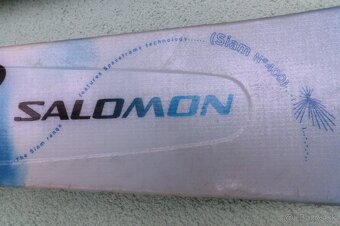 The Siam range features Spaceframe technology...... (Siam N°400)
SALOMON